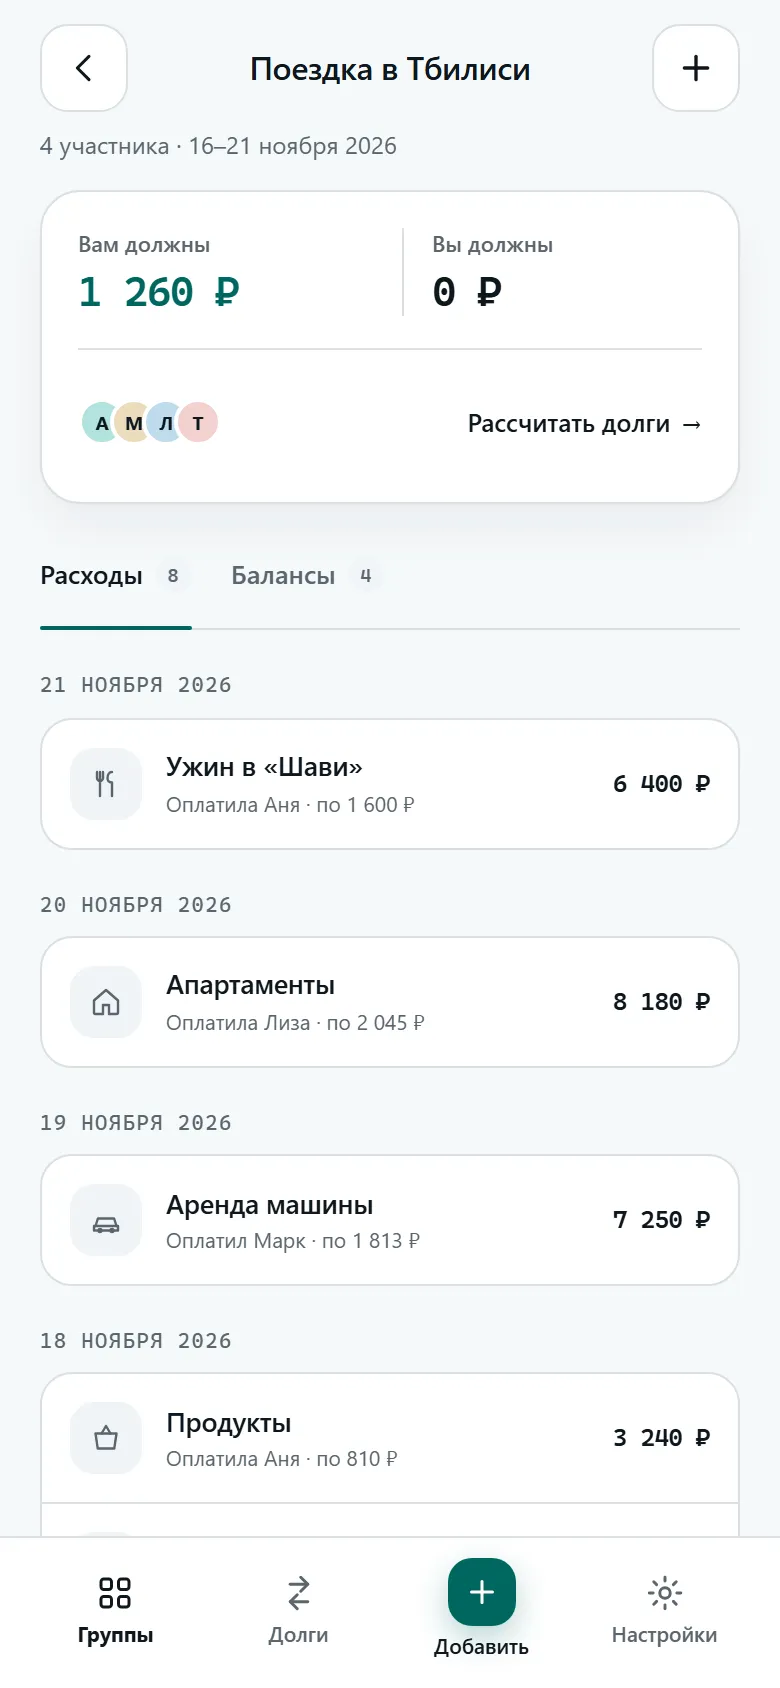 Поездка в Тбилиси
4 участника · 16–21 ноября 2026
Вам должны
1 260 ₽
Вы должны
0 ₽
А М Л Т
Рассчитать долги →
Расходы 8
Балансы 4
21 НОЯБРЯ 2026
Ужин в «Шави»
Оплатила Аня · по 1 600 ₽
6 400 ₽
20 НОЯБРЯ 2026
Апартаменты
Оплатила Лиза · по 2 045 ₽
8 180 ₽
19 НОЯБРЯ 2026
Аренда машины
Оплатил Марк · по 1 813 ₽
7 250 ₽
18 НОЯБРЯ 2026
Продукты
Оплатила Аня · по 810 ₽
3 240 ₽
Группы
Долги
Добавить
Настройки